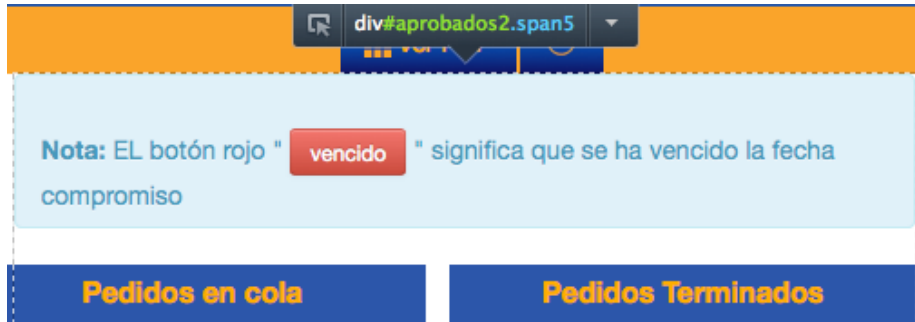 div#aprobados2.span5
Nota: EL botón rojo " vencido " significa que se ha vencido la fecha
compromiso
Pedidos en cola
Pedidos Terminados